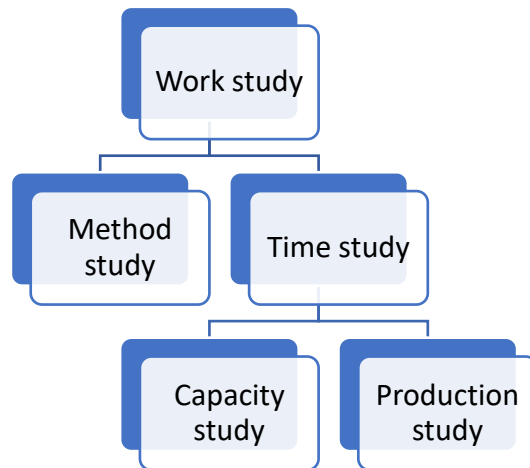 Work study
Method
study
Time study
Capacity
study
Production
study